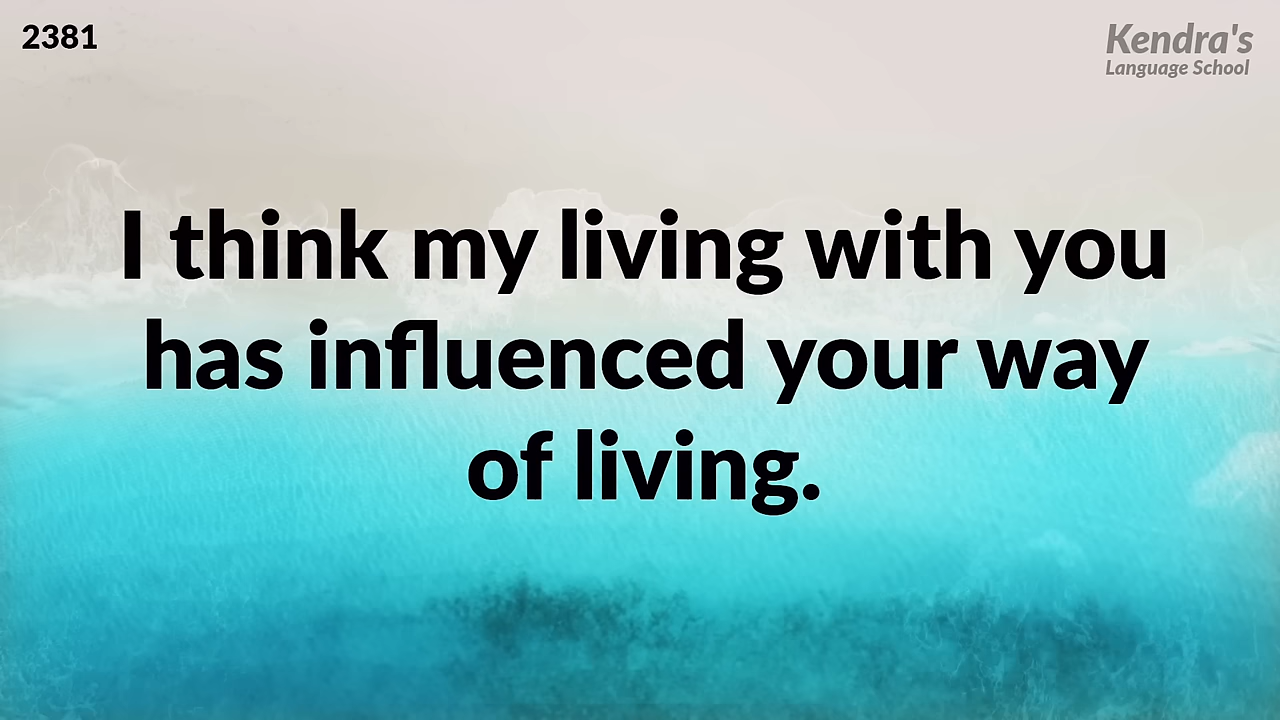 2381
Kendra's
Language School
I think my living with you
has influenced your way
of living.